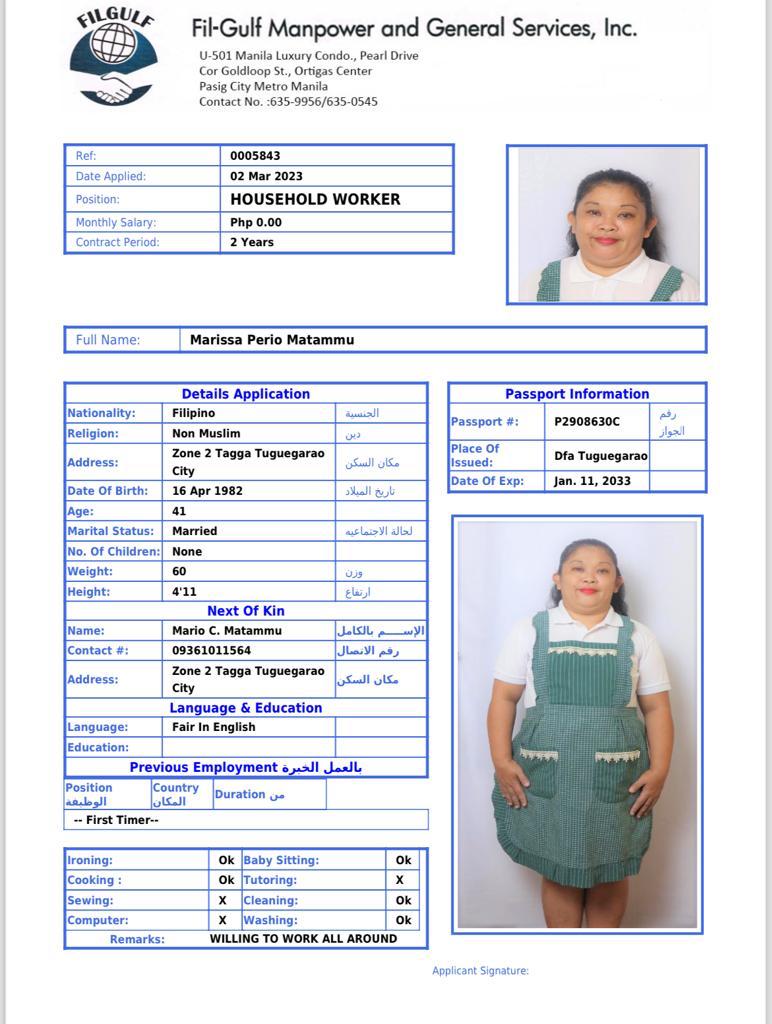 FILGULF
Fil-Gulf Manpower and General Services, Inc.
U-501 Manila Luxury Condo., Pearl Drive
Cor Goldloop St., Ortigas Center
Pasig City Metro Manila
Contact No. :635-9956/635-0545
Ref: 0005843
Date Applied: 02 Mar 2023
Position: HOUSEHOLD WORKER
Monthly Salary: Php 0.00
Contract Period: 2 Years
Full Name: Marissa Perio Matammu
Details Application
Nationality: Filipino الجنسية
Religion: Non Muslim دين
Address: Zone 2 Tagga Tuguegarao City مكان السكن
Date Of Birth: 16 Apr 1982 تاريخ الميلاد
Age: 41
Marital Status: Married لحالة الاجتماعيه
No. Of Children: None
Weight: 60 وزن
Height: 4'11 ارتفاع
Next Of Kin
Name: Mario C. Matammu الإســـــم بالكامل
Contact #: 09361011564 رقم الاتصال
Address: Zone 2 Tagga Tuguegarao City مكان السكن
Language & Education
Language: Fair In English
Education:
Previous Employment بالعمل الخبرة
Position الوظيفة Country المكان Duration من
-- First Timer--
Ironing: Ok Baby Sitting: Ok
Cooking : Ok Tutoring: X
Sewing: X Cleaning: Ok
Computer: X Washing: Ok
Remarks: WILLING TO WORK ALL AROUND
Passport Information
Passport #: P2908630C رقم الجواز
Place Of Issued: Dfa Tuguegarao
Date Of Exp: Jan. 11, 2033
Applicant Signature: